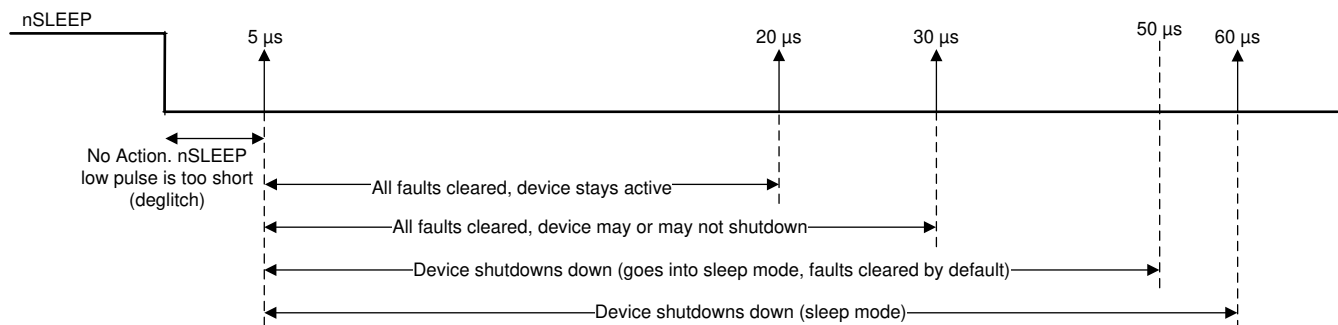 nSLEEP
5 µs
20 µs
30 µs
50 µs
60 µs
No Action. nSLEEP
low pulse is too short
(deglitch)
All faults cleared, device stays active
All faults cleared, device may or may not shutdown
Device shutdowns down (goes into sleep mode, faults cleared by default)
Device shutdowns down (sleep mode)